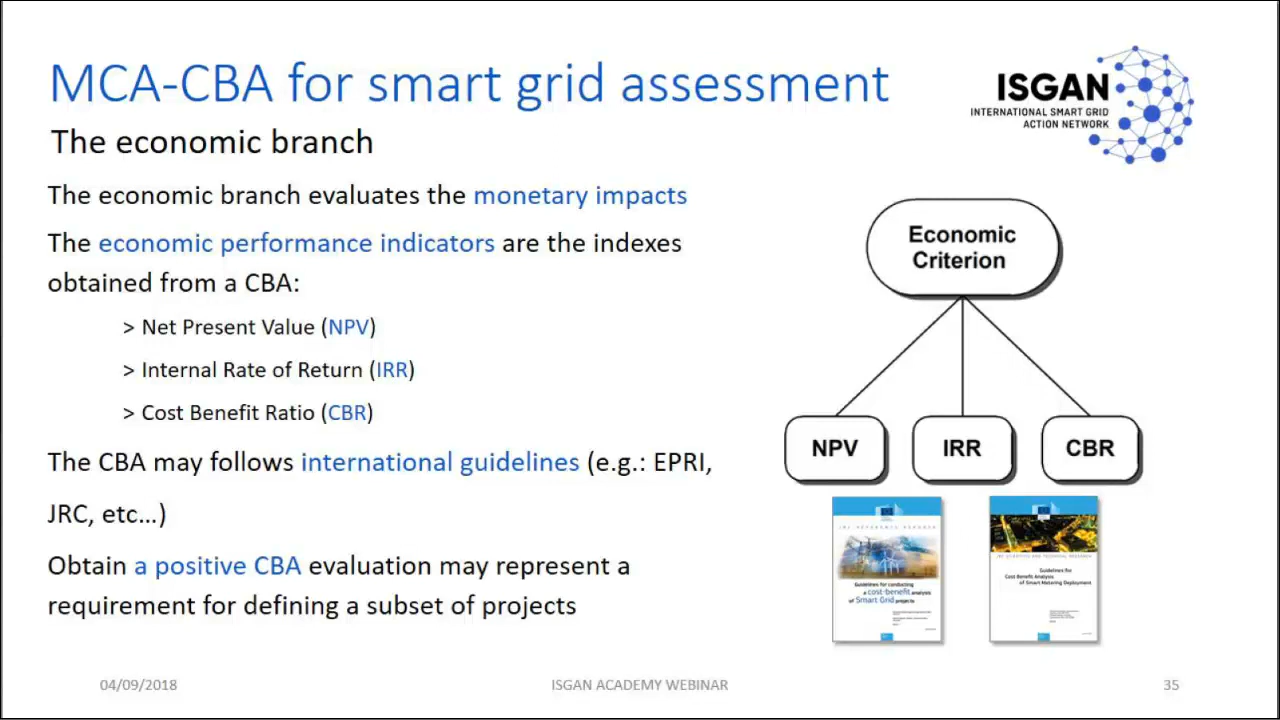 MCA-CBA for smart grid assessment
ISGAN
INTERNATIONAL SMART GRID
ACTION NETWORK
The economic branch
The economic branch evaluates the monetary impacts
The economic performance indicators are the indexes
obtained from a CBA:
> Net Present Value (NPV)
> Internal Rate of Return (IRR)
> Cost Benefit Ratio (CBR)
The CBA may follows international guidelines (e.g.: EPRI,
JRC, etc…)
Obtain a positive CBA evaluation may represent a
requirement for defining a subset of projects
Economic
Criterion
NPV
IRR
CBR
Guidelines for conducting
a cost-benefit analysis
of Smart Grid projects
Guidelines for
Cost Benefit Analysis
of Smart Metering Deployment
04/09/2018
ISGAN ACADEMY WEBINAR
35